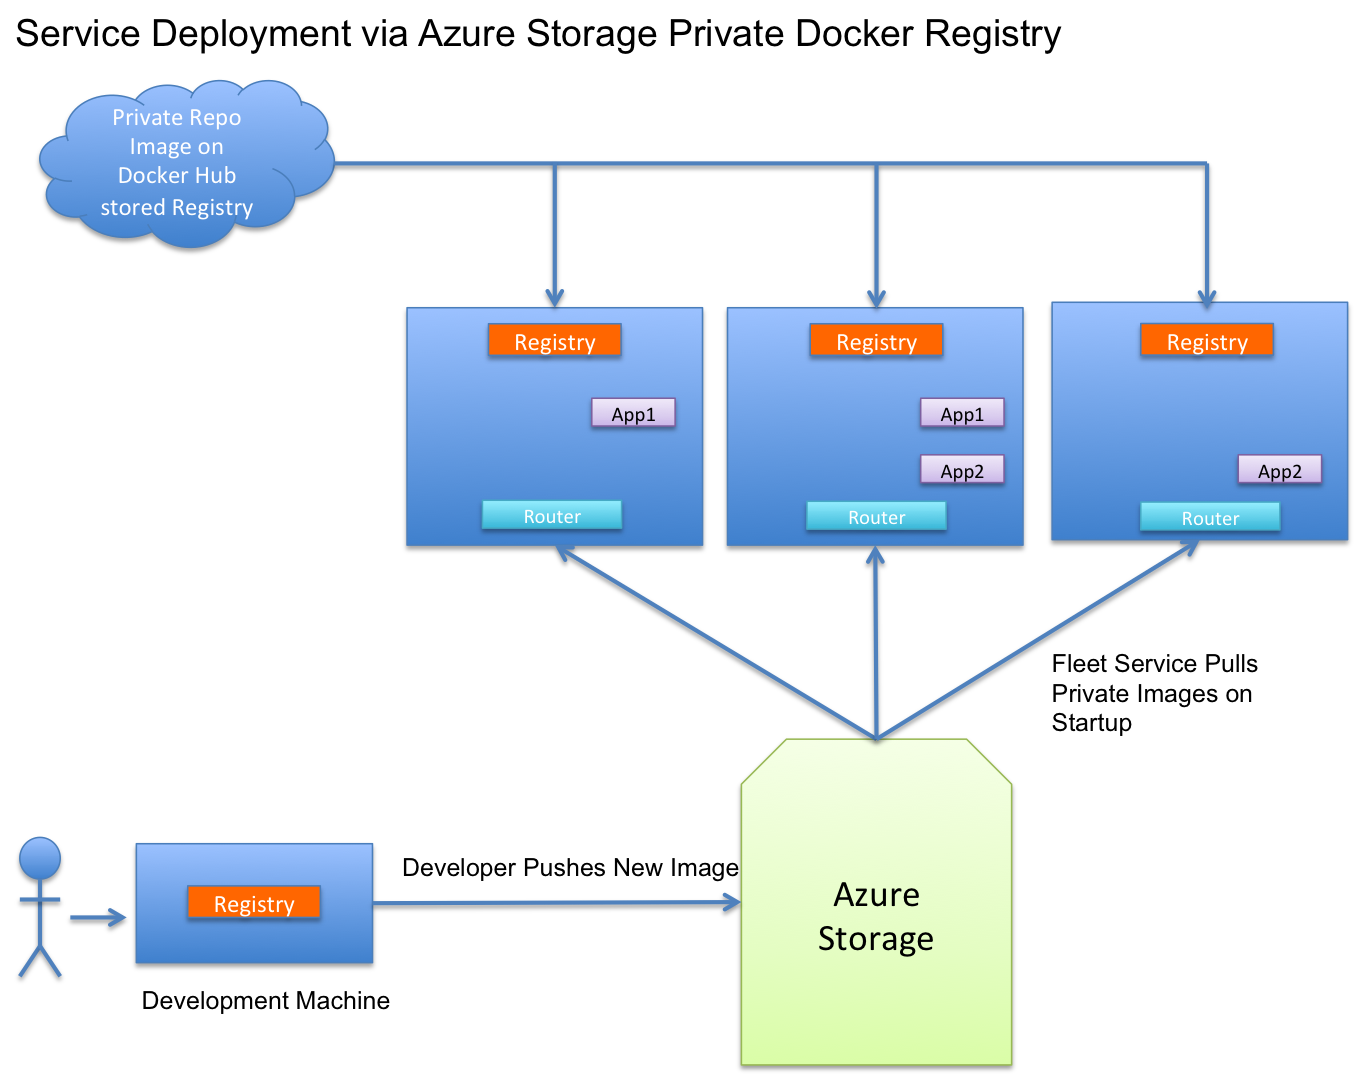 Service Deployment via Azure Storage Private Docker Registry
Private Repo
Image on
Docker Hub
stored Registry
Registry
App1
Router
Registry
App1
App2
Router
Registry
App2
Router
Fleet Service Pulls
Private Images on
Startup
Developer Pushes New Image
Registry
Development Machine
Azure
Storage